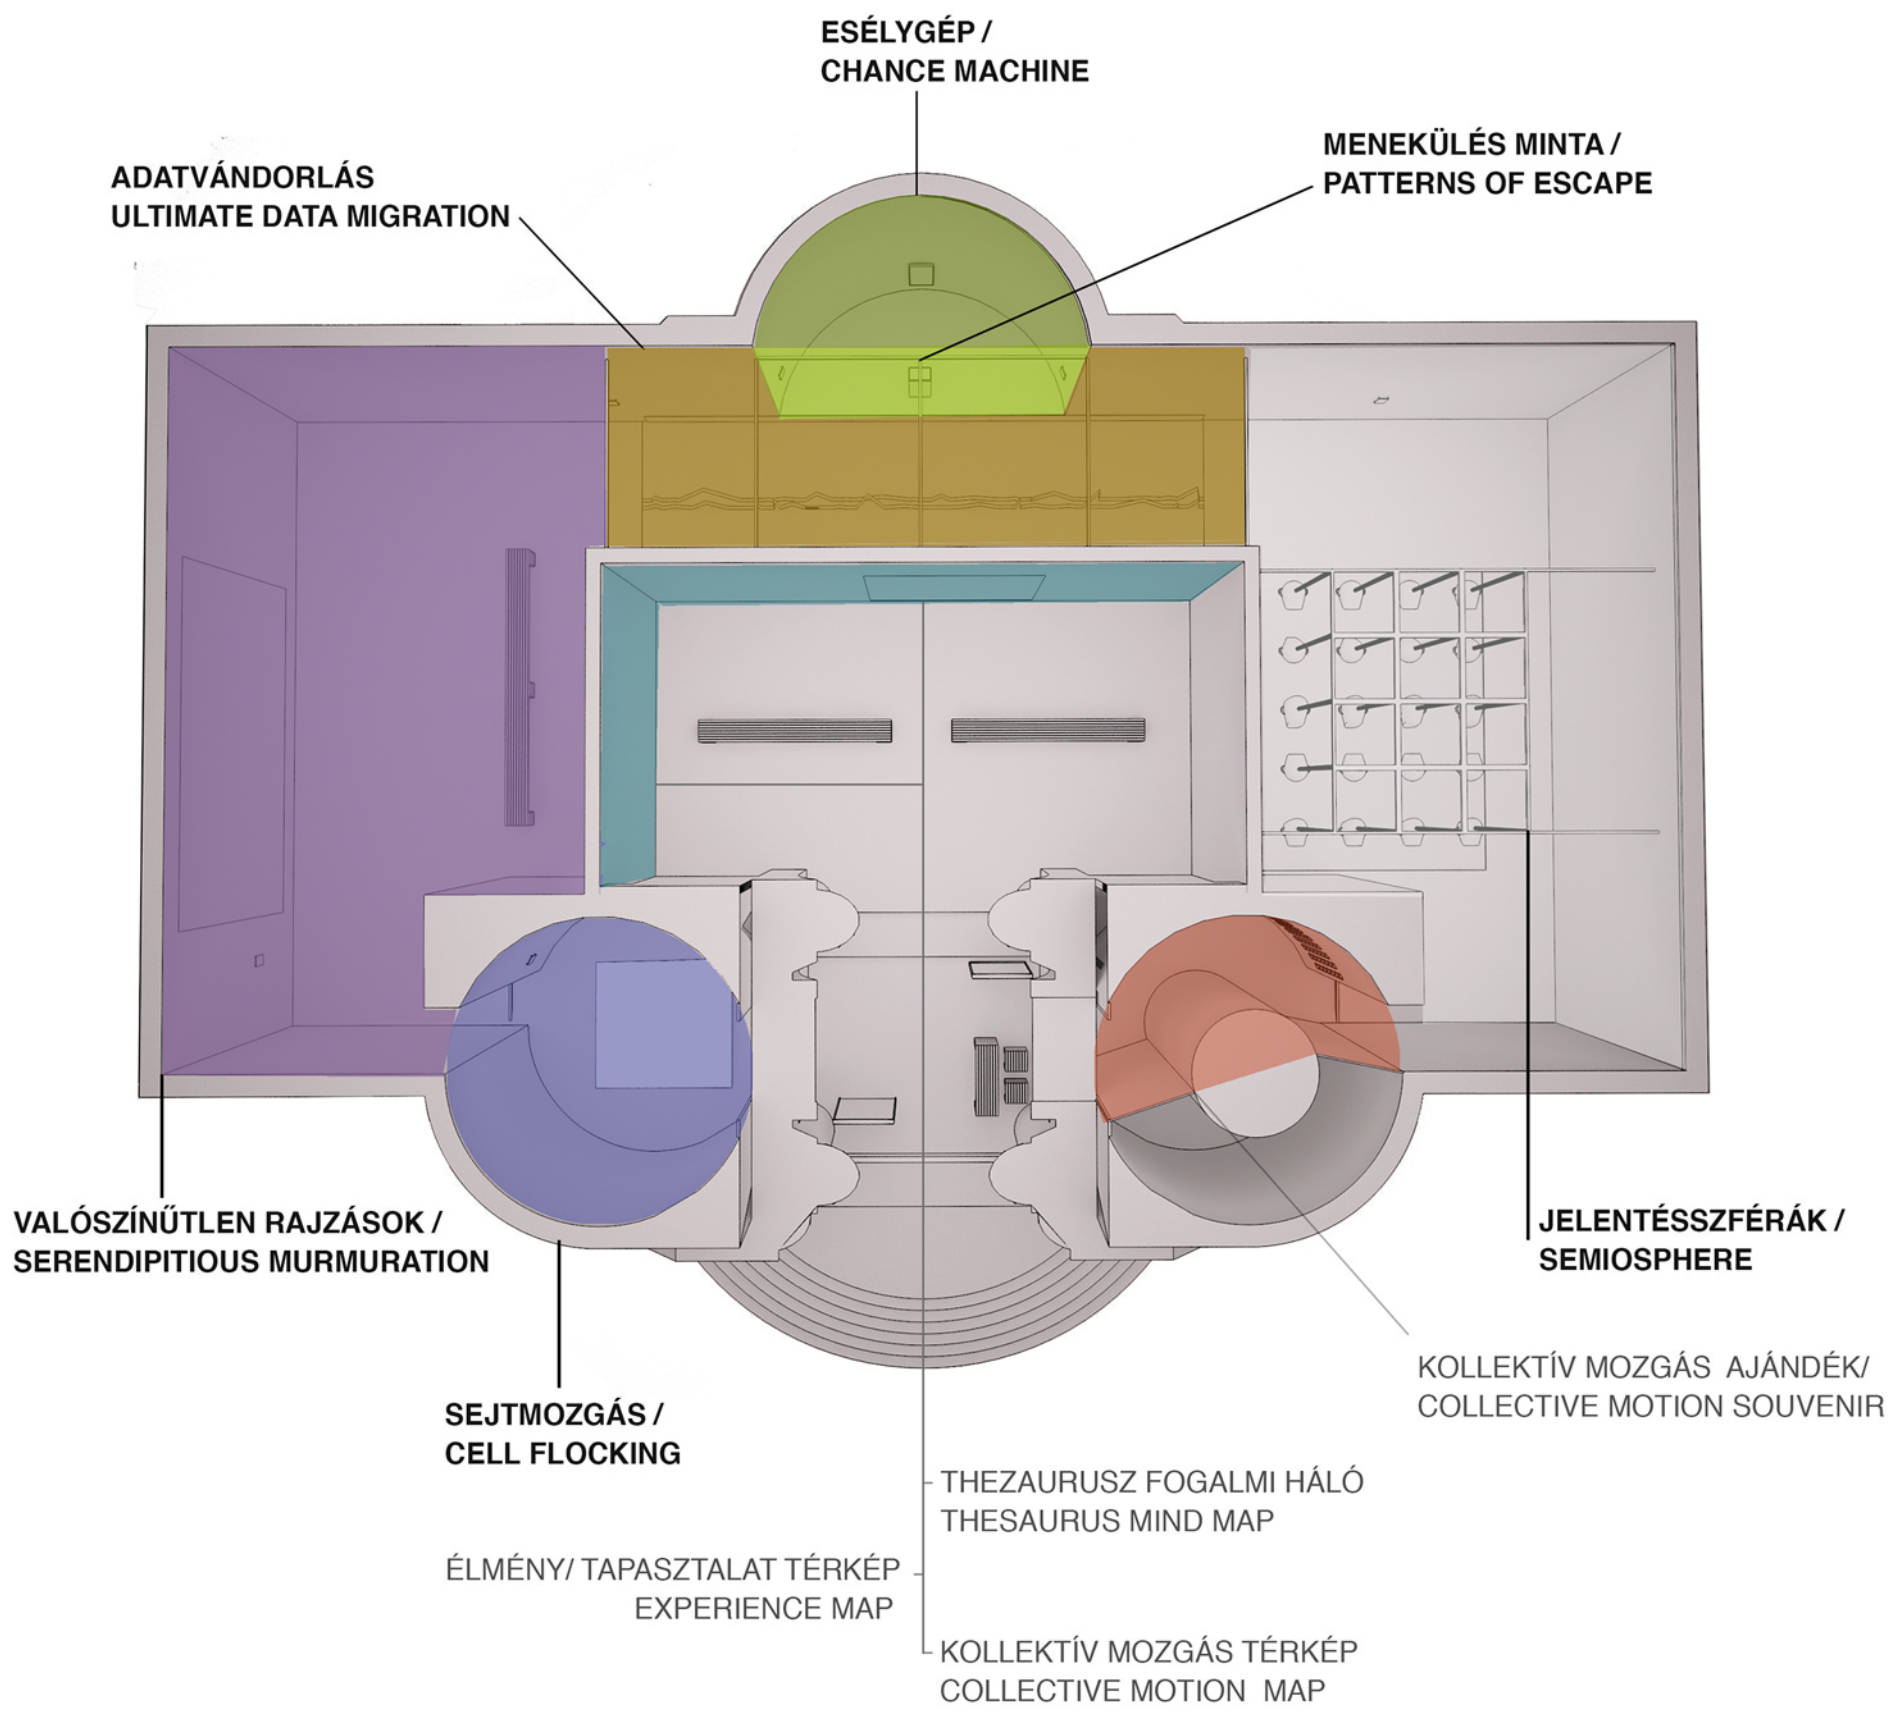 ESÉLYGÉP /
CHANCE MACHINE
MENEKÜLÉS MINTA /
PATTERNS OF ESCAPE
ADATVÁNDORLÁS
ULTIMATE DATA MIGRATION
VALÓSZÍNŰTLEN RAJZÁSOK /
SERENDIPITIOUS MURMURATION
JELENTÉSSZFÉRÁK /
SEMIOSPHERE
KOLLEKTÍV MOZGÁS AJÁNDÉK/
COLLECTIVE MOTION SOUVENIR
SEJTMOZGÁS /
CELL FLOCKING
THEZAURUSZ FOGALMI HÁLÓ
THESAURUS MIND MAP
ÉLMÉNY/ TAPASZTALAT TÉRKÉP
EXPERIENCE MAP
KOLLEKTÍV MOZGÁS TÉRKÉP
COLLECTIVE MOTION MAP